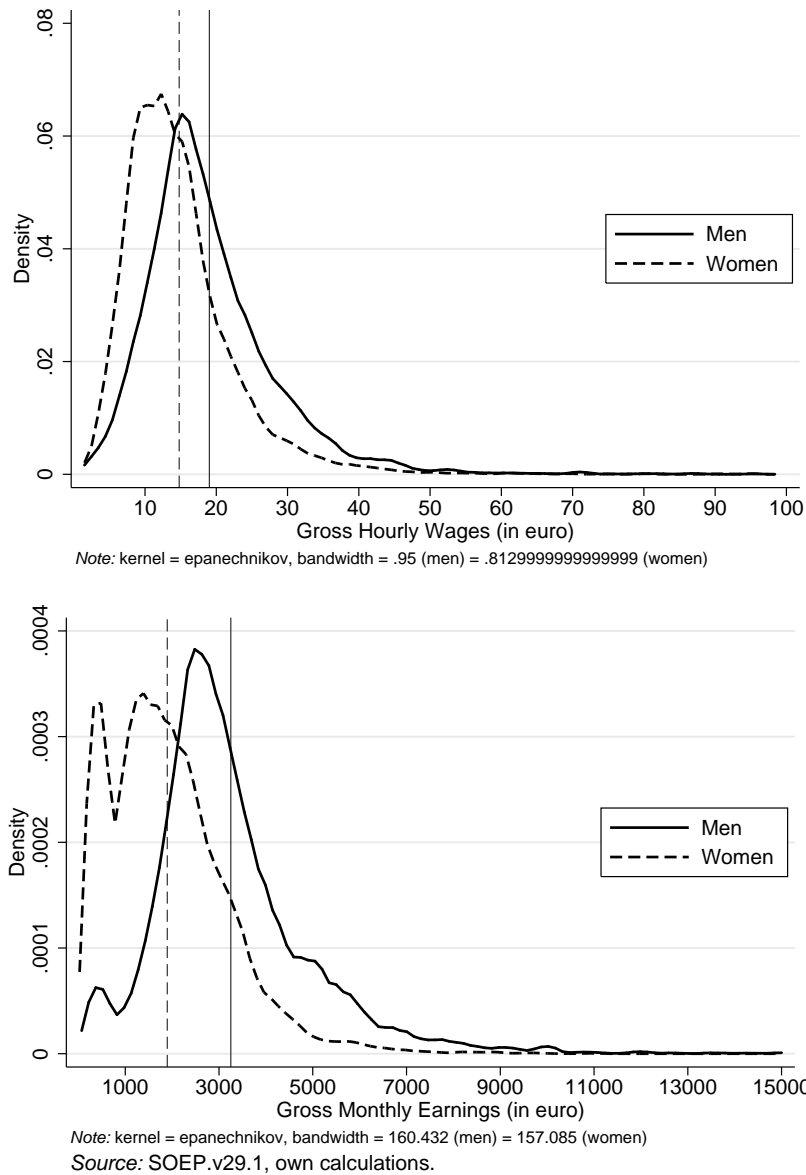 .08
.06
.04
.02
0
Density
Men
Women
10 20 30 40 50 60 70 80 90 100
Gross Hourly Wages (in euro)
Note: kernel = epanechnikov, bandwidth = .95 (men) = .8129999999999999 (women)
.0004
.0003
.0002
.0001
0
Density
Men
Women
1000 3000 5000 7000 9000 11000 13000 15000
Gross Monthly Earnings (in euro)
Note: kernel = epanechnikov, bandwidth = 160.432 (men) = 157.085 (women)
Source: SOEP.v29.1, own calculations.